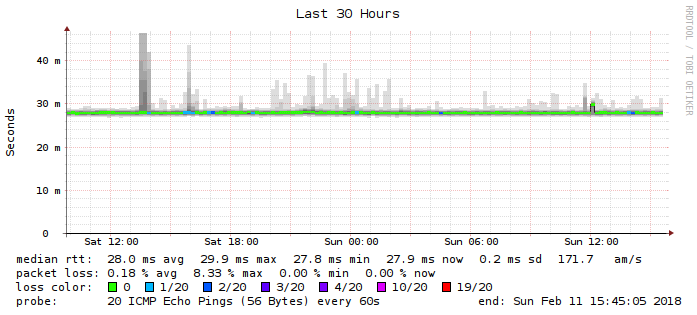 Last 30 Hours
RRDTOOL / TOBI OETIKER
Seconds
40 m
30 m
20 m
10 m
0
Sat 12:00 Sat 18:00 Sun 00:00 Sun 06:00 Sun 12:00
median rtt: 28.0 ms avg 29.9 ms max 27.8 ms min 27.9 ms now 0.2 ms sd 171.7 am/s
packet loss: 0.18 % avg 8.33 % max 0.00 % min 0.00 % now
loss color: 0 1/20 2/20 3/20 4/20 10/20 19/20
probe: 20 ICMP Echo Pings (56 Bytes) every 60s end: Sun Feb 11 15:45:05 2018